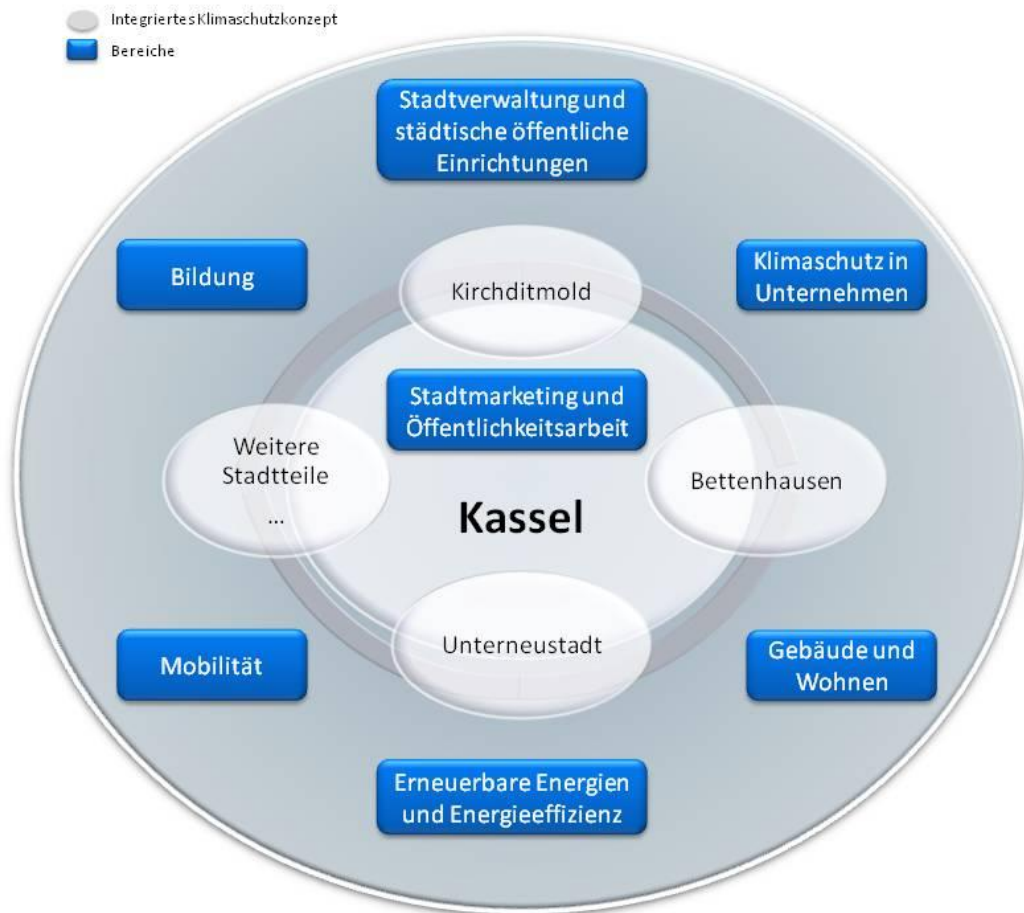 Integriertes Klimaschutzkonzept
Bereiche
Stadtverwaltung und
städtische öffentliche
Einrichtungen
Bildung
Klimaschutz in
Unternehmen
Kirchditmold
Stadtmarketing und
Öffentlichkeitsarbeit
Weitere
Stadtteile
...
Bettenhausen
Kassel
Unterneustadt
Mobilität
Gebäude und
Wohnen
Erneuerbare Energien
und Energieeffizienz